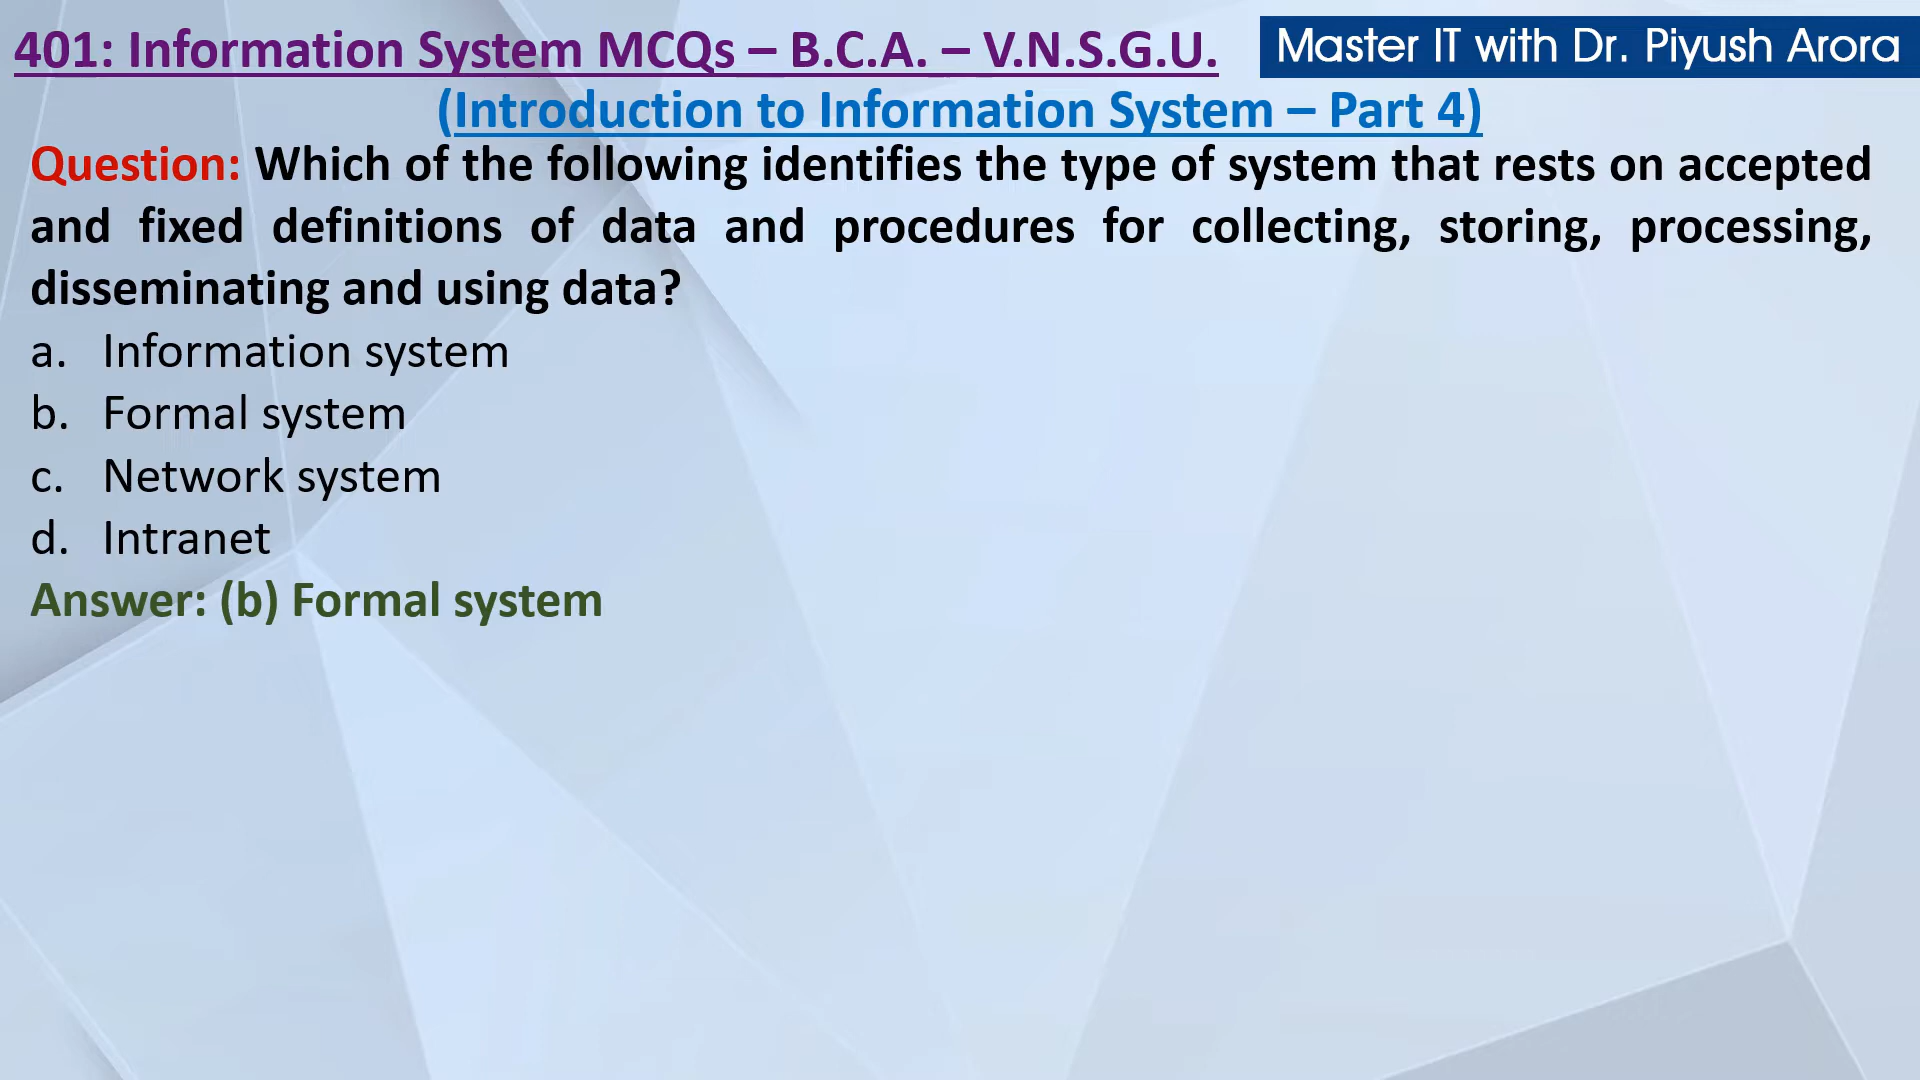 401: Information System MCQs – B.C.A. – V.N.S.G.U.
Master IT with Dr. Piyush Arora
(Introduction to Information System – Part 4)
Question: Which of the following identifies the type of system that rests on accepted
and fixed definitions of data and procedures for collecting, storing, processing,
disseminating and using data?
a. Information system
b. Formal system
c. Network system
d. Intranet
Answer: (b) Formal system